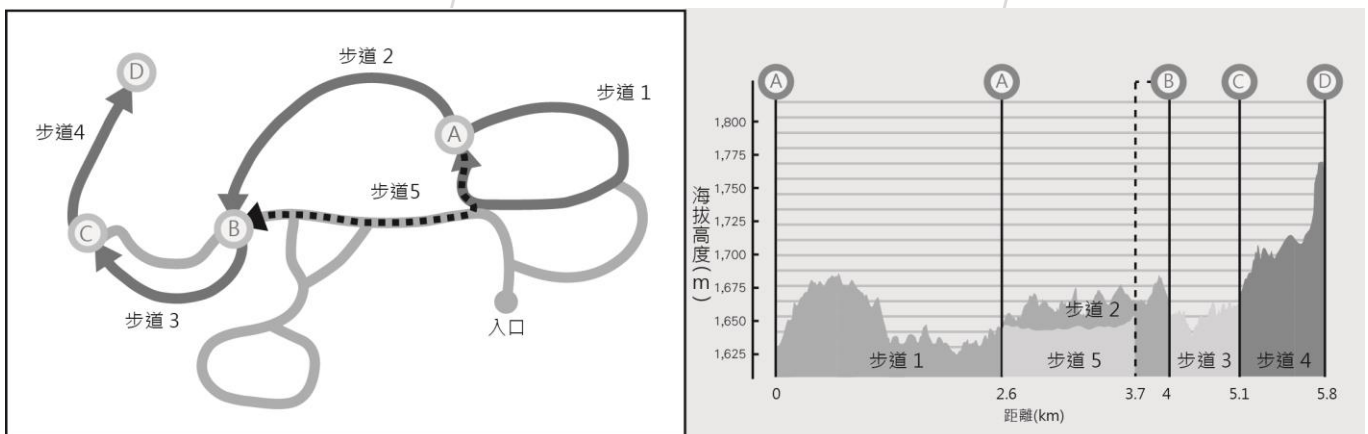 D
步道 2
步道 1
A
步道4
步道5
B
C
步道 3
入口
A
A
B
C
D
1,800
1,775
1,750
1,725
1,700
1,675
1,650
1,625
海拔高度(m)
步道 2
步道 1
步道 5
步道 3
步道 4
0
2.6
3.7
4
5.1
5.8
距離(km)